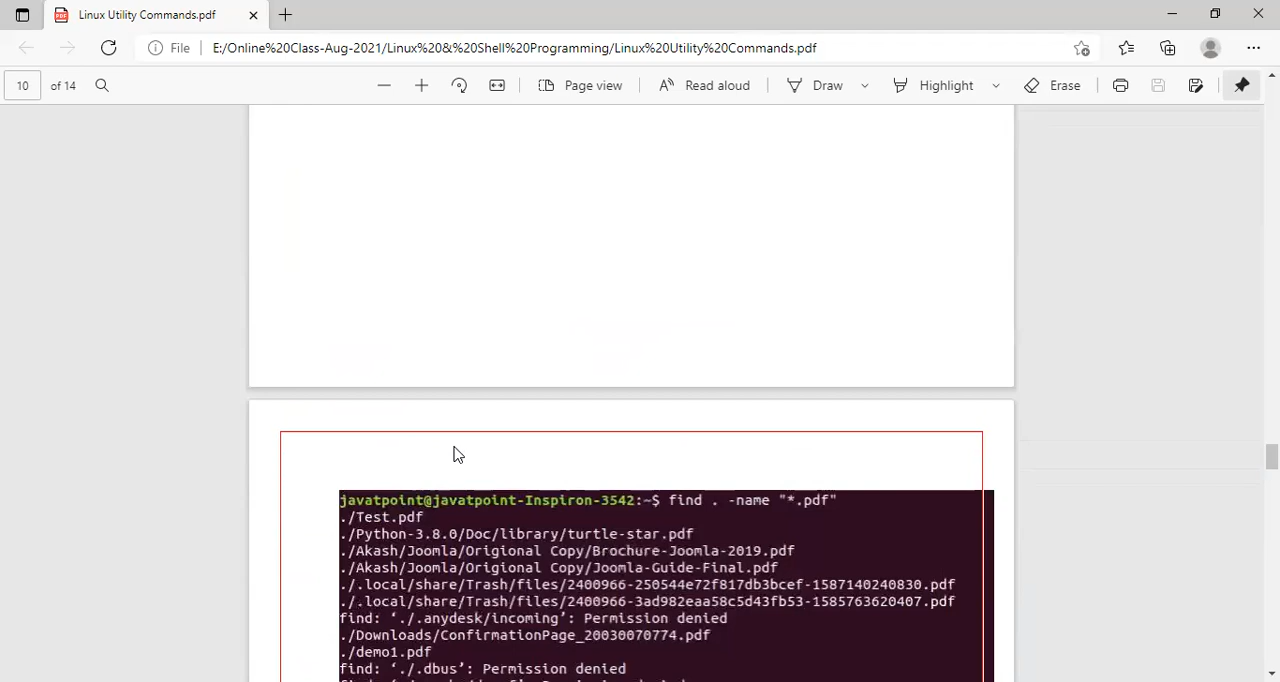 Linux Utility Commands.pdf
File
E:/Online%20Class-Aug-2021/Linux%20&%20Shell%20Programming/Linux%20Utility%20Commands.pdf
10 of 14
Page view
Read aloud
Draw
Highlight
Erase
javatpoint@javatpoint-Inspiron-3542:~$ find . -name "*.pdf"
./Test.pdf
./Python-3.8.0/Doc/library/turtle-star.pdf
./Akash/Joomla/Origional Copy/Brochure-Joomla-2019.pdf
./Akash/Joomla/Origional Copy/Joomla-Guide-Final.pdf
./.local/share/Trash/files/2400966-250544e72f817db3bcef-1587140240830.pdf
./.local/share/Trash/files/2400966-3ad982eaa58c5d43fb53-1585763620407.pdf
find: ‘./.anydesk/incoming’: Permission denied
./Downloads/ConfirmationPage_20030070774.pdf
./demo1.pdf
find: ‘./.dbus’: Permission denied